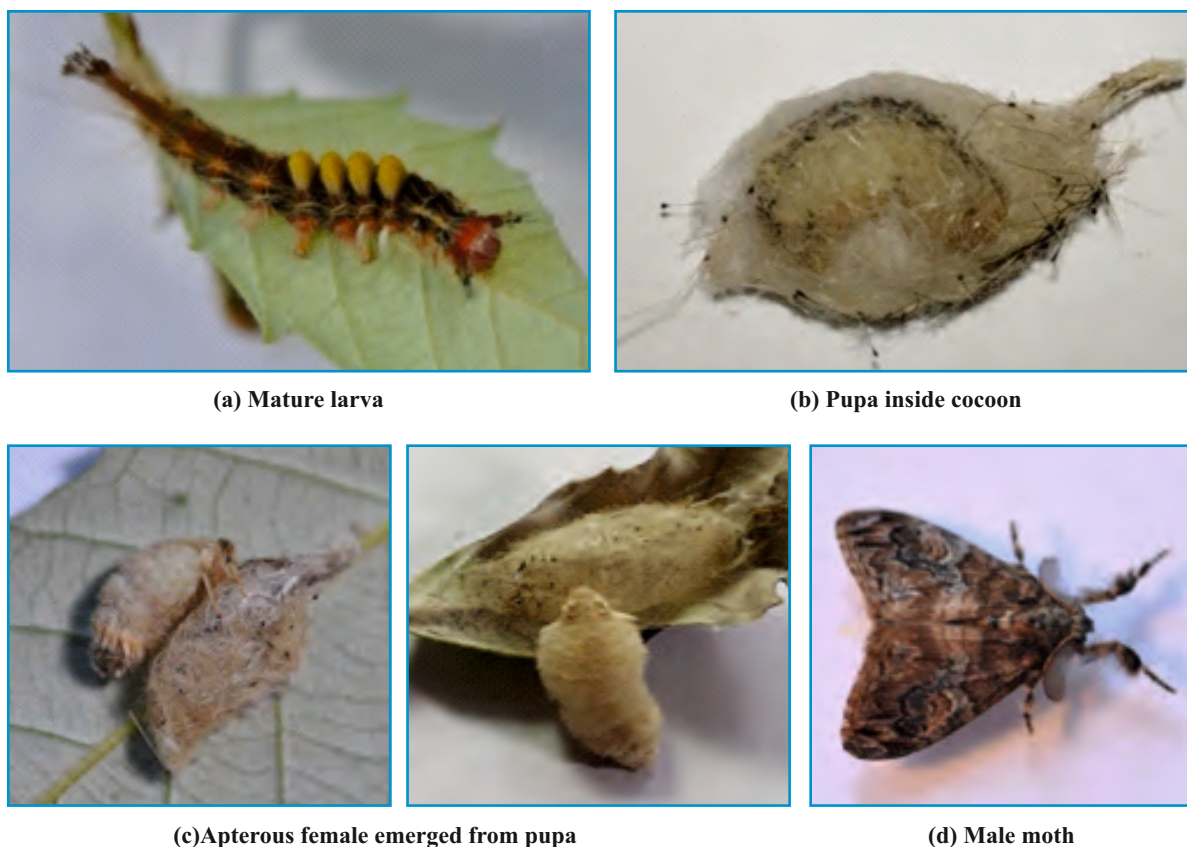 (a) Mature larva
(b) Pupa inside cocoon
(c)Apterous female emerged from pupa
(d) Male moth